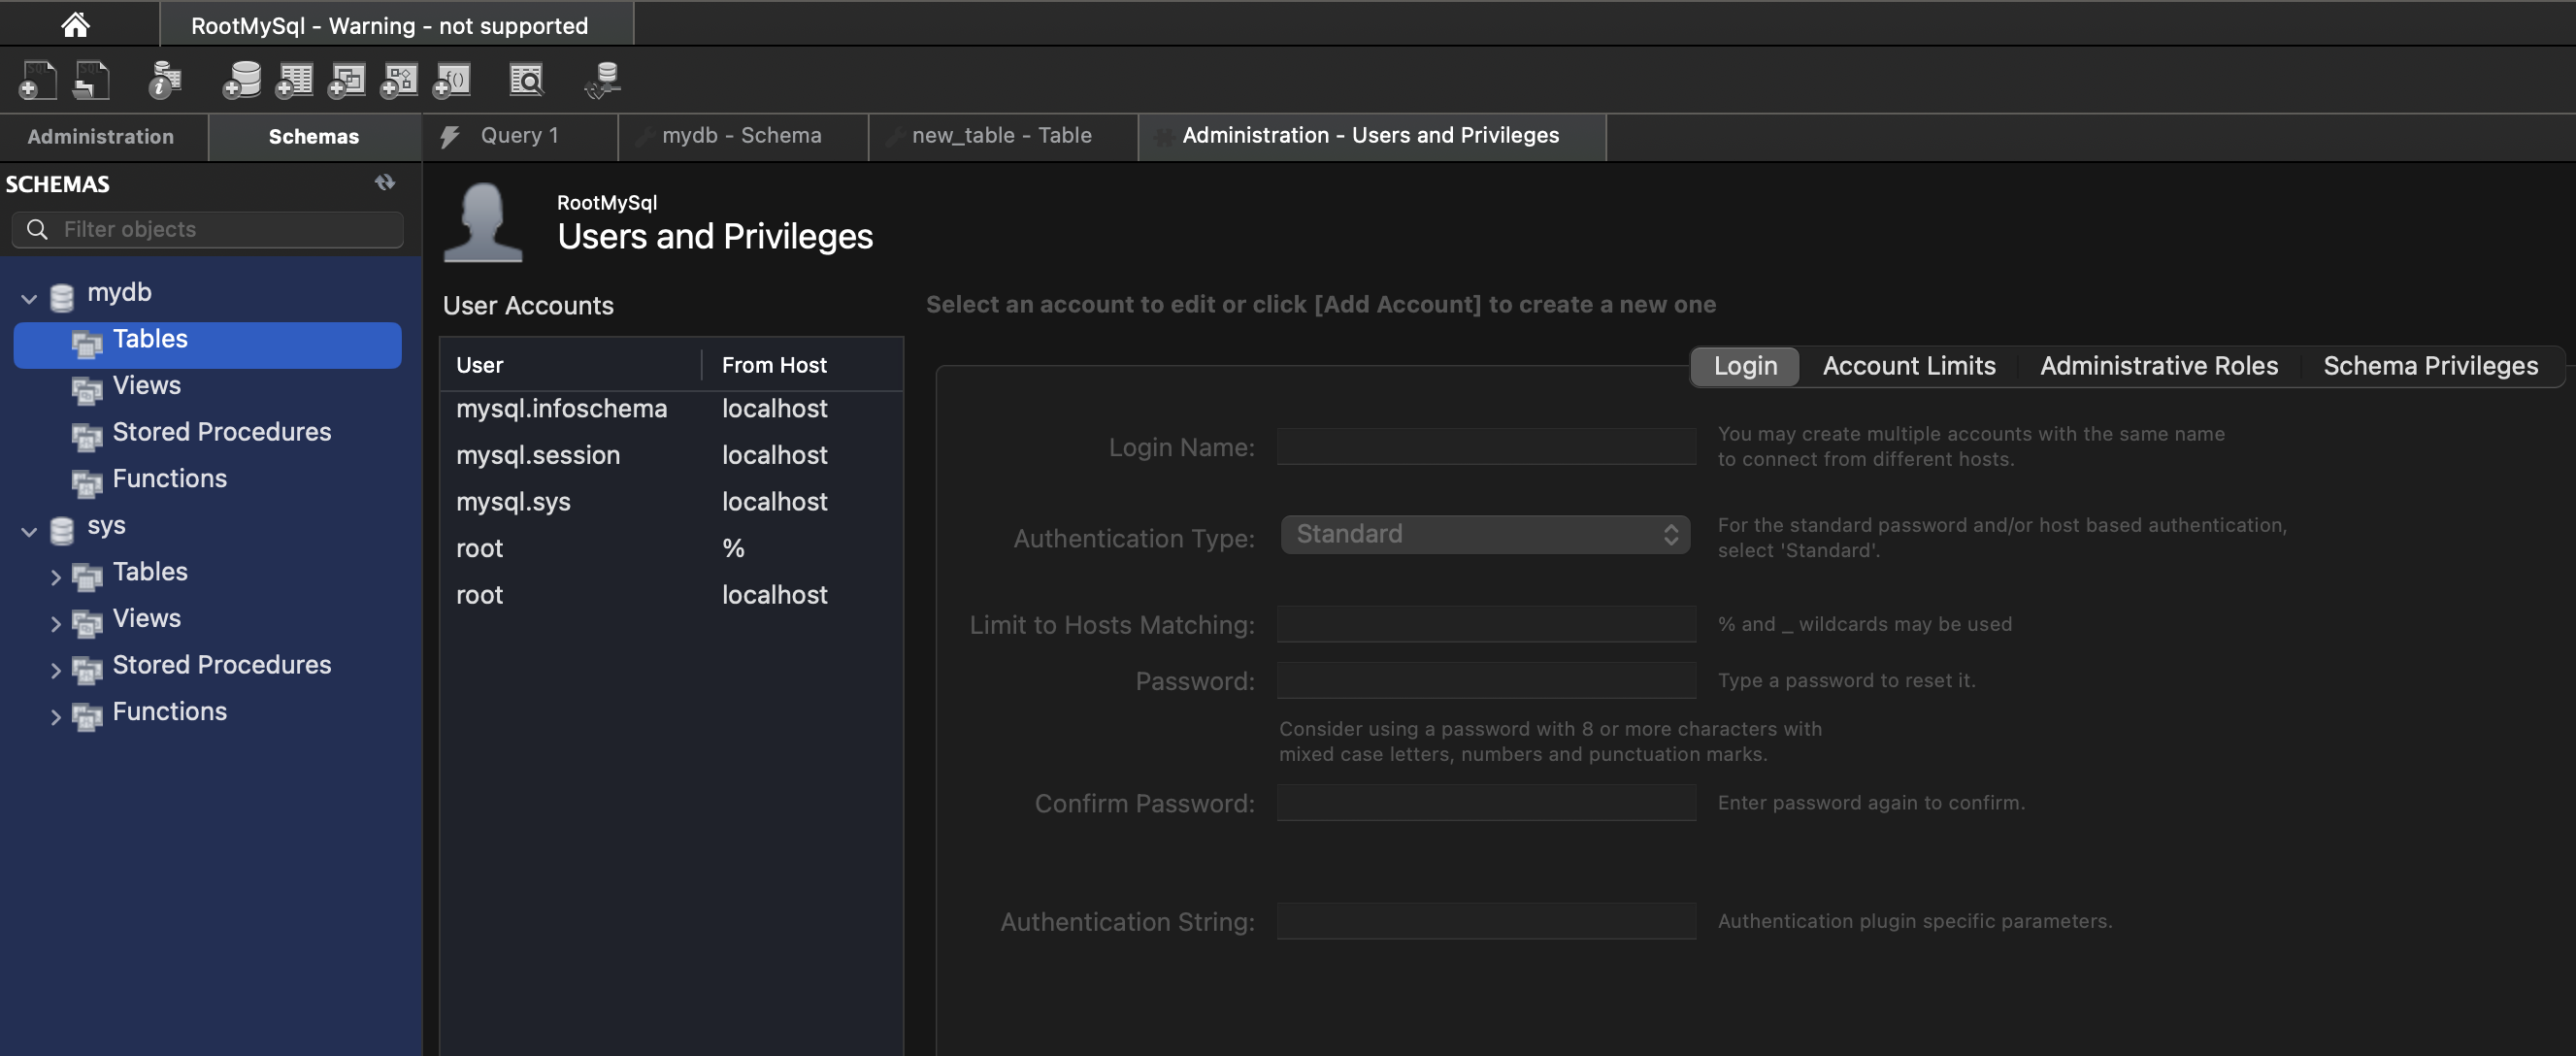 RootMySql - Warning - not supported
SQL
SQL
i
f()
Administration
Schemas
Query 1
mydb - Schema
new_table - Table
Administration - Users and Privileges
SCHEMAS
Filter objects
mydb
Tables
Views
Stored Procedures
Functions
sys
Tables
Views
Stored Procedures
Functions
RootMySql
Users and Privileges
User Accounts
User From Host
mysql.infoschema localhost
mysql.session localhost
mysql.sys localhost
root %
root localhost
Select an account to edit or click [Add Account] to create a new one
Login Account Limits Administrative Roles Schema Privileges
Login Name:
You may create multiple accounts with the same name
to connect from different hosts.
Authentication Type: Standard
For the standard password and/or host based authentication,
select 'Standard'.
Limit to Hosts Matching:
% and _ wildcards may be used
Password:
Type a password to reset it.
Consider using a password with 8 or more characters with
mixed case letters, numbers and punctuation marks.
Confirm Password:
Enter password again to confirm.
Authentication String:
Authentication plugin specific parameters.